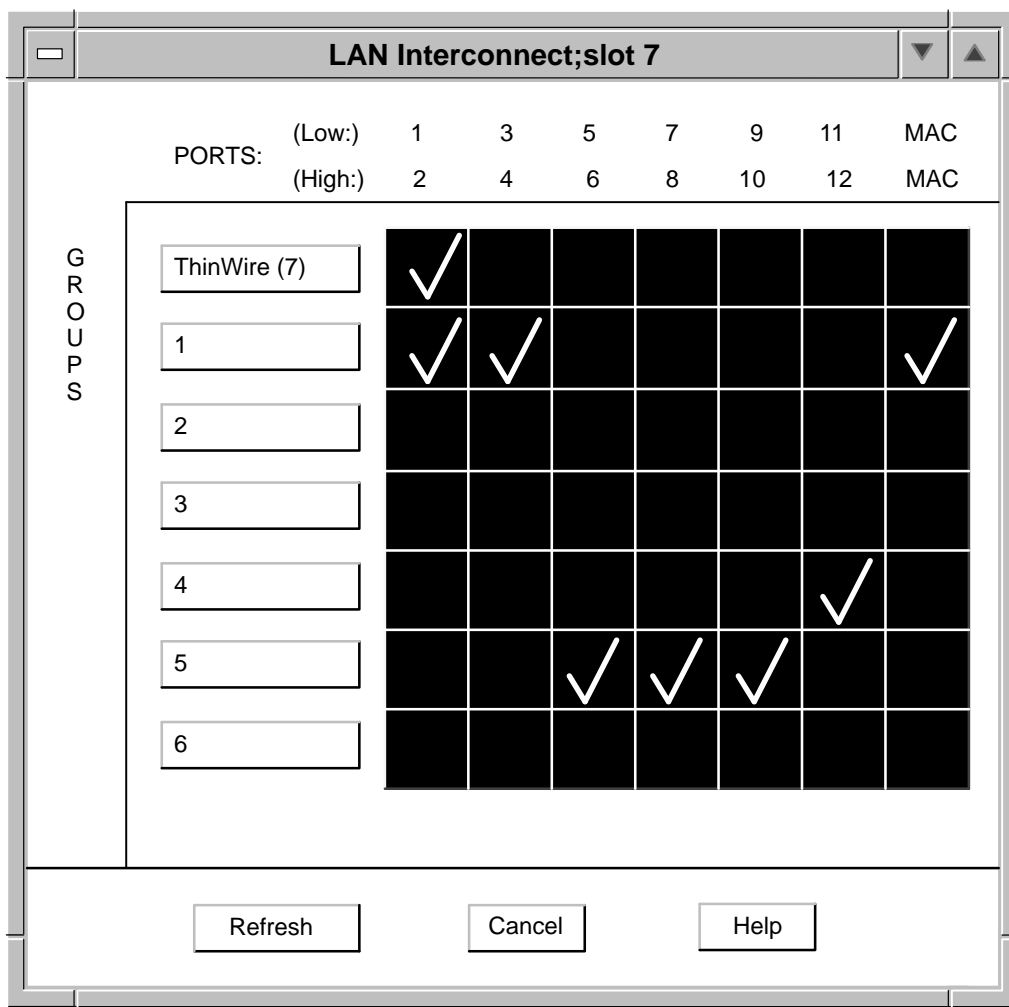 LAN Interconnect;slot 7
PORTS:
(Low:) 1 3 5 7 9 11 MAC
(High:) 2 4 6 8 10 12 MAC
GROUPS
ThinWire (7)
1
2
3
4
5
6
Refresh Cancel Help